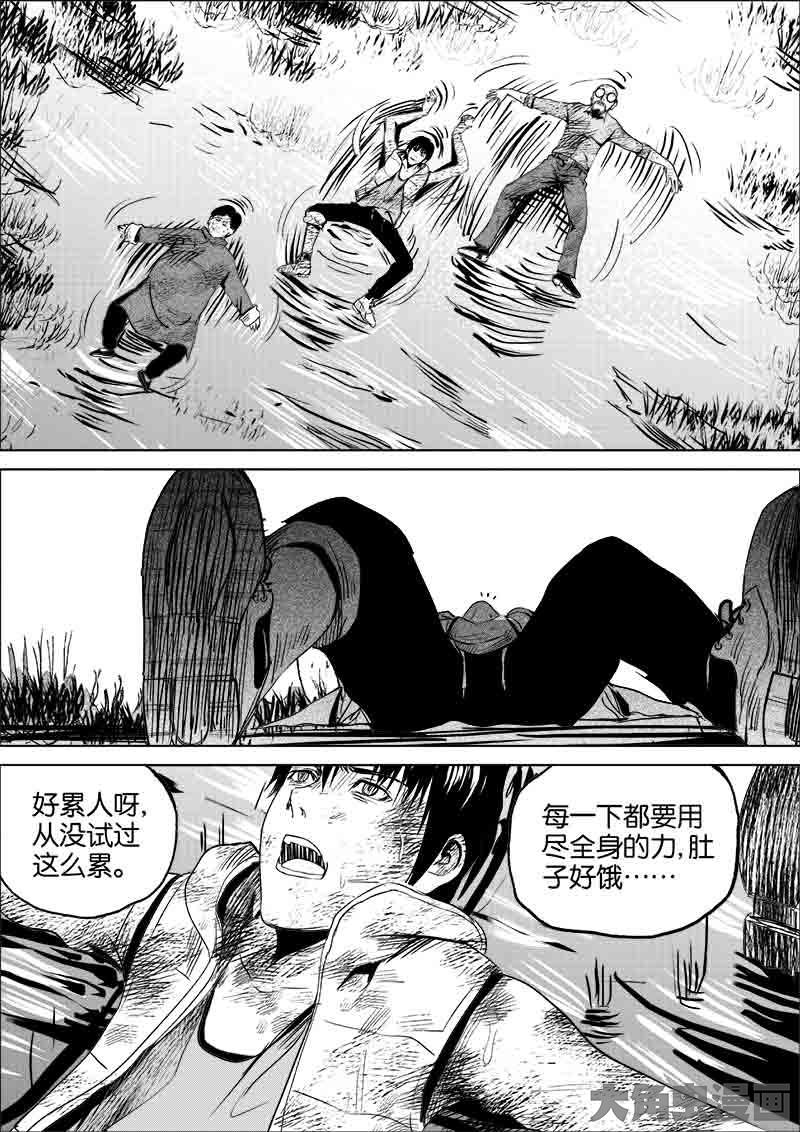 好累人呀,
从没试过
这么累。
每一下都要用
尽全身的力,肚
子好饿……
大角虫漫画